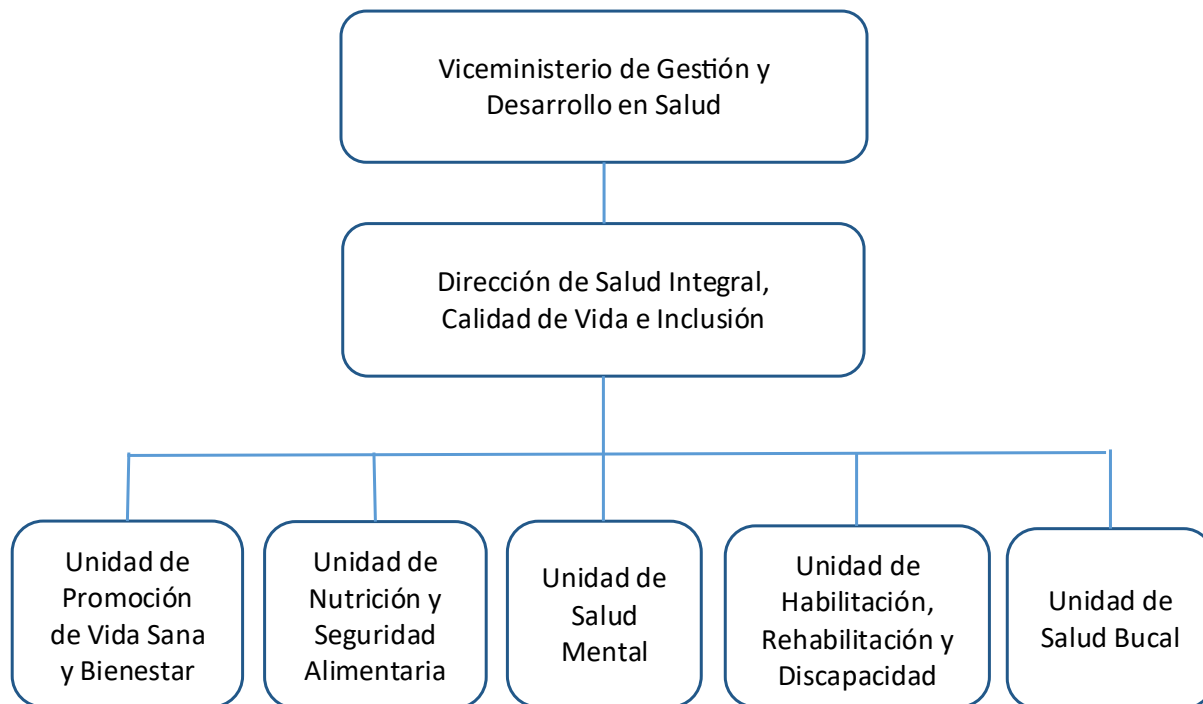 Viceministerio de Gestión y
Desarrollo en Salud
Dirección de Salud Integral,
Calidad de Vida e Inclusión
Unidad de
Promoción
de Vida Sana
y Bienestar
Unidad de
Nutrición y
Seguridad
Alimentaria
Unidad de
Salud
Mental
Unidad de
Habilitación,
Rehabilitación y
Discapacidad
Unidad de
Salud Bucal